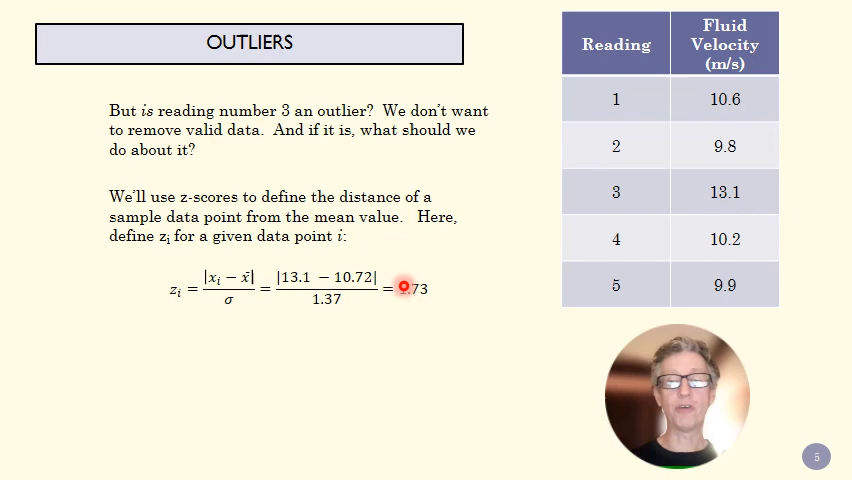 OUTLIERS
But is reading number 3 an outlier? We don't want
to remove valid data. And if it is, what should we
do about it?
We'll use z-scores to define the distance of a
sample data point from the mean value. Here,
define zᵢ for a given data point i:
zᵢ = |xᵢ − x̄| / σ = |13.1 − 10.72| / 1.37 = .73
Reading Fluid Velocity (m/s)
1 10.6
2 9.8
3 13.1
4 10.2
5 9.9
5